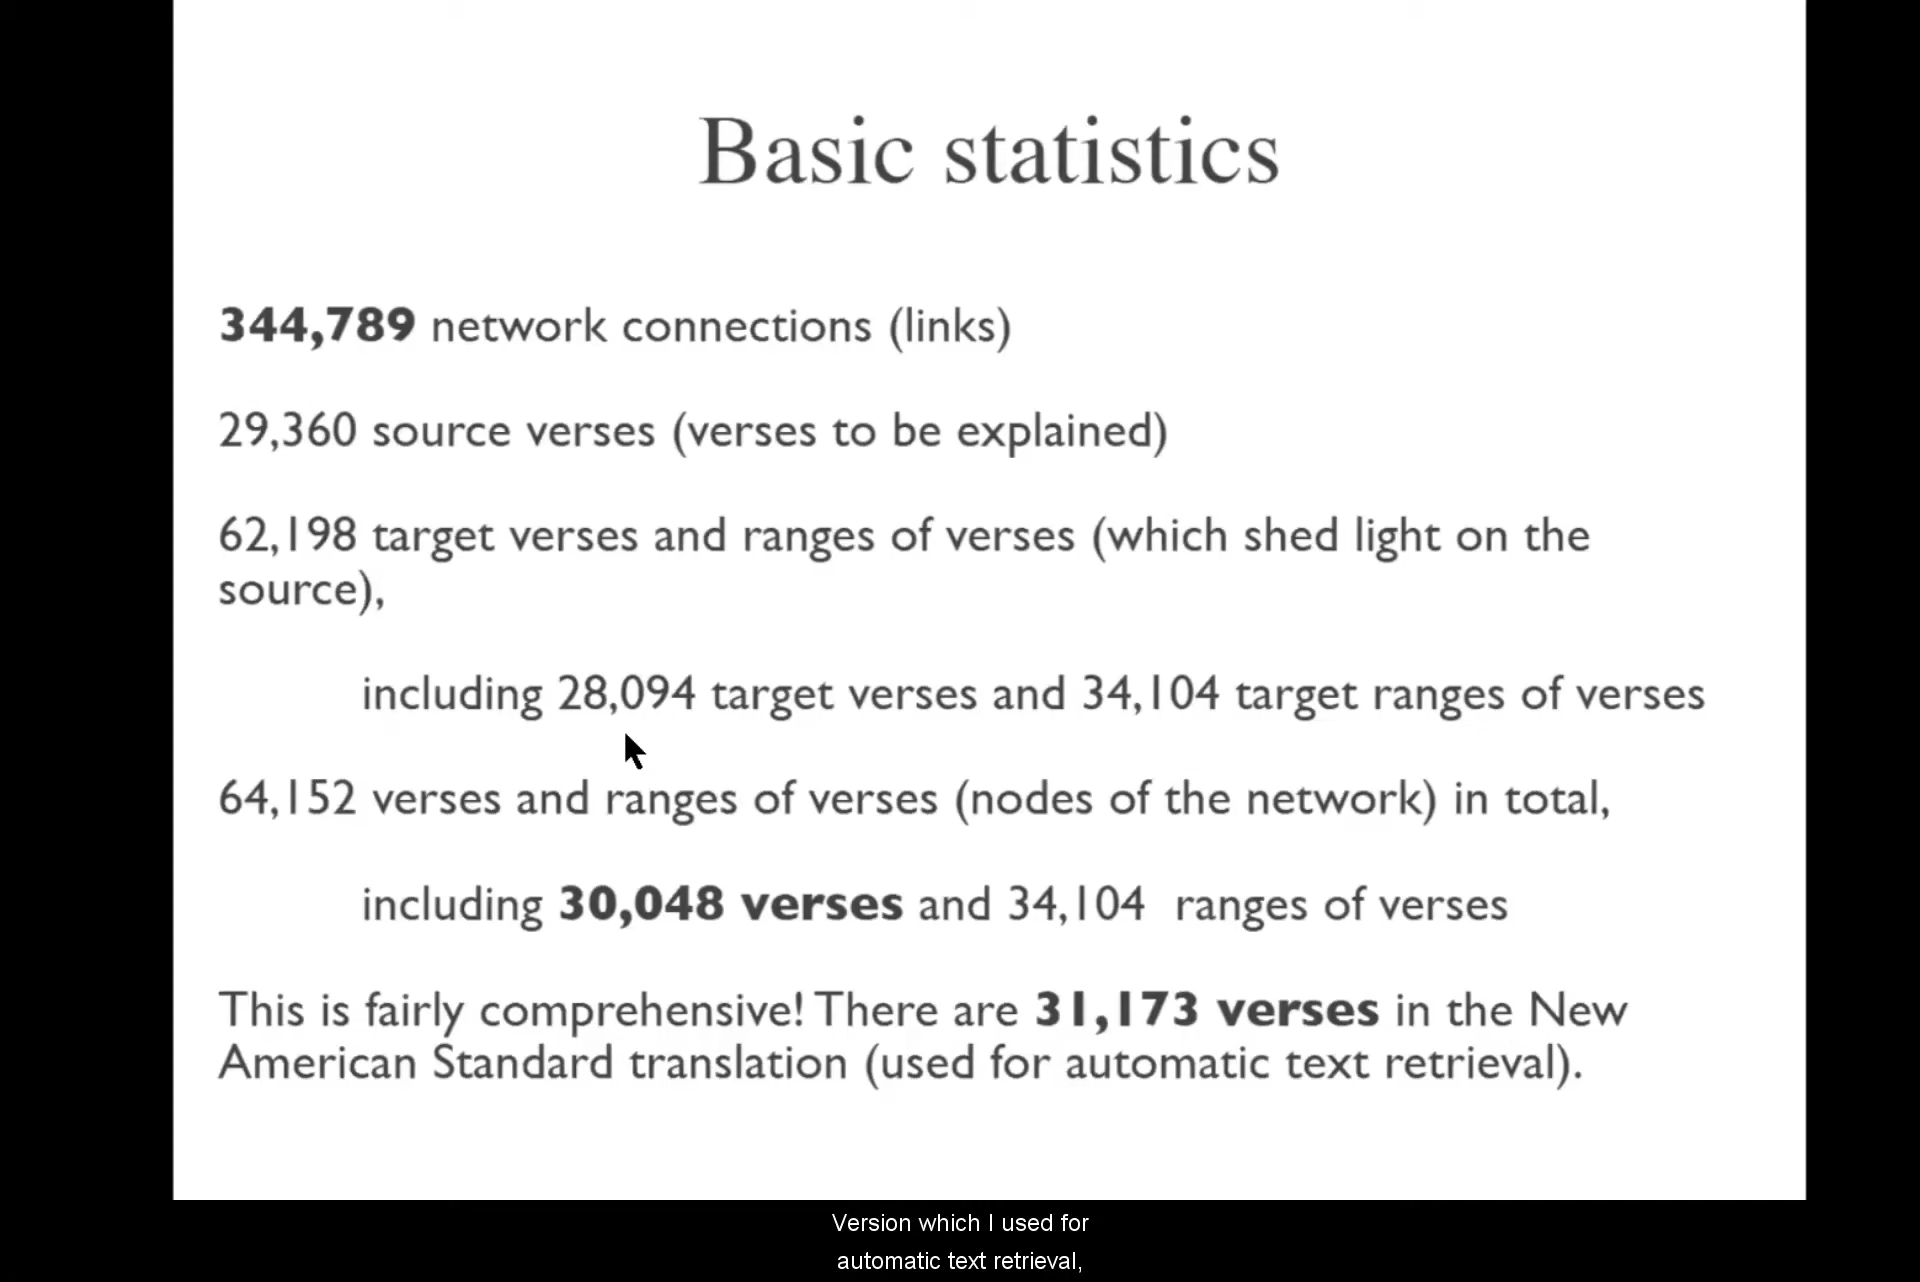 Basic statistics
344,789 network connections (links)
29,360 source verses (verses to be explained)
62,198 target verses and ranges of verses (which shed light on the
source),
including 28,094 target verses and 34,104 target ranges of verses
64,152 verses and ranges of verses (nodes of the network) in total,
including 30,048 verses and 34,104 ranges of verses
This is fairly comprehensive! There are 31,173 verses in the New
American Standard translation (used for automatic text retrieval).
Version which I used for
automatic text retrieval,